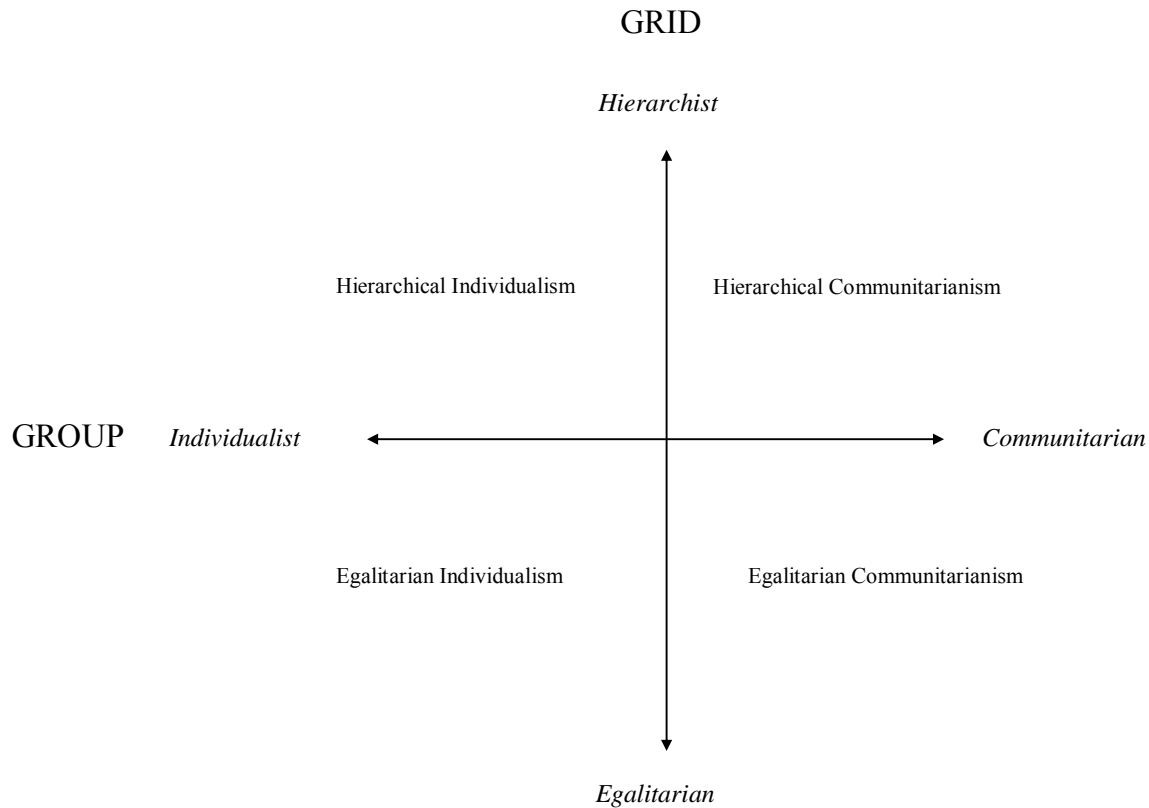 GRID
Hierarchist
Hierarchical Individualism
Hierarchical Communitarianism
GROUP
Individualist
Communitarian
Egalitarian Individualism
Egalitarian Communitarianism
Egalitarian